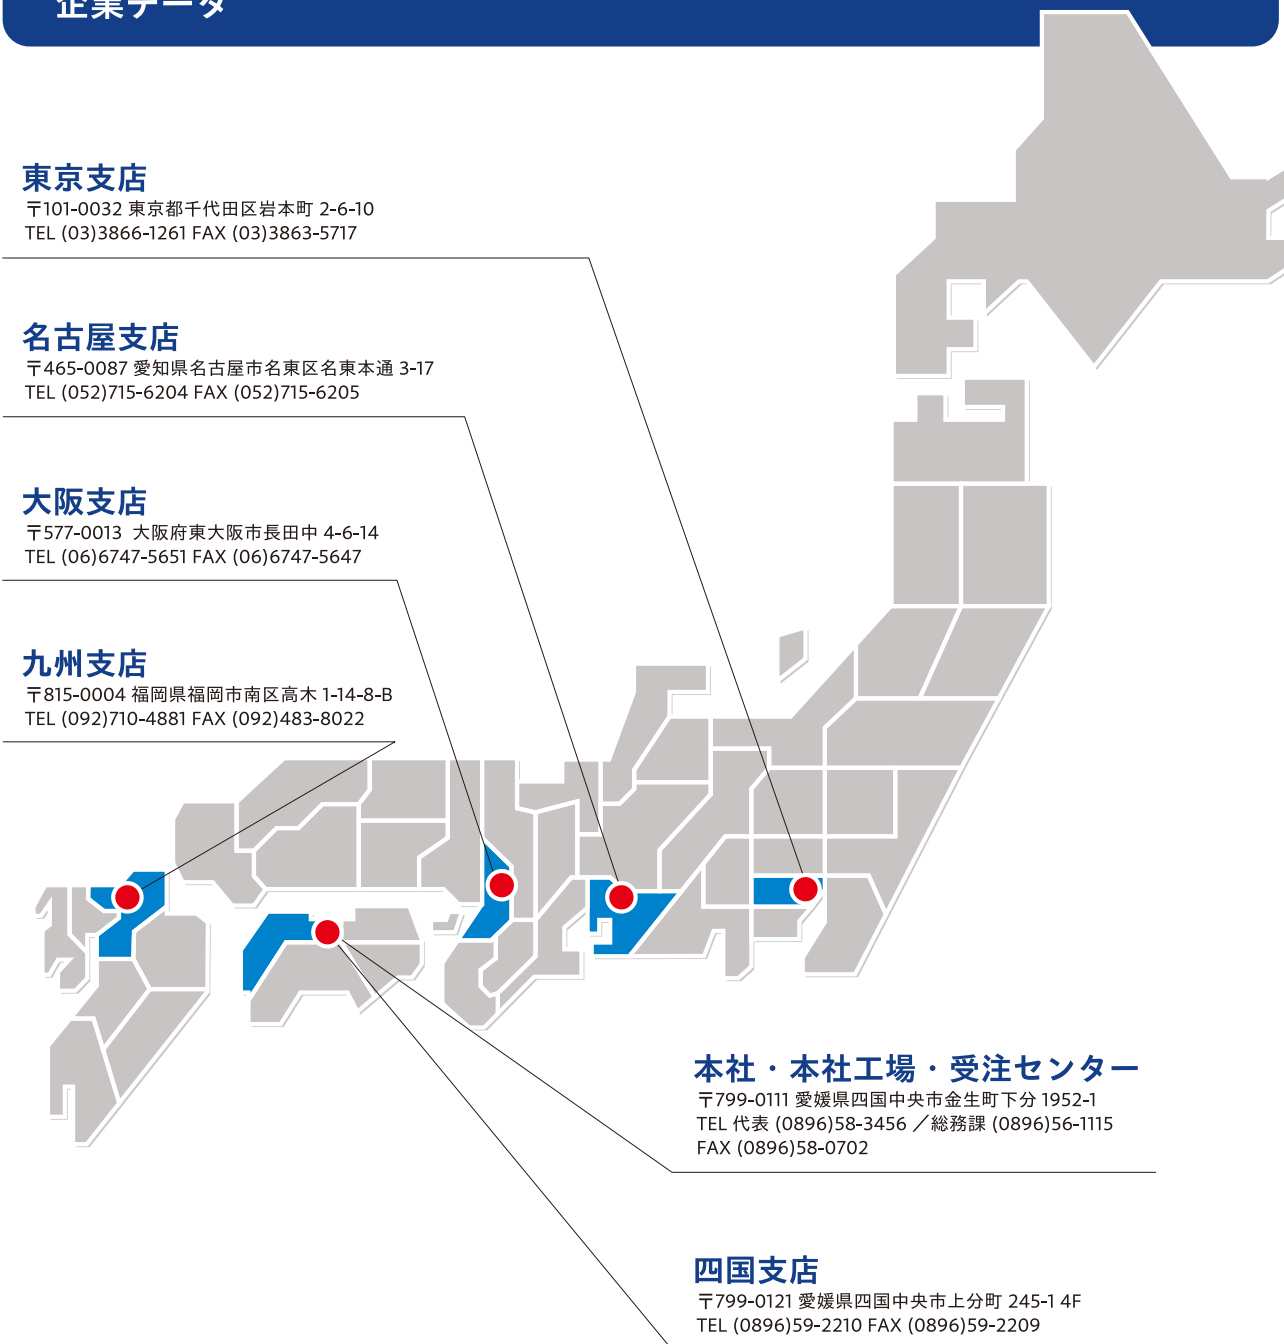 企業データ
東京支店
〒101-0032 東京都千代田区岩本町 2-6-10
TEL (03)3866-1261 FAX (03)3863-5717
名古屋支店
〒465-0087 愛知県名古屋市名東区名東本通 3-17
TEL (052)715-6204 FAX (052)715-6205
大阪支店
〒577-0013 大阪府東大阪市長田中 4-6-14
TEL (06)6747-5651 FAX (06)6747-5647
九州支店
〒815-0004 福岡県福岡市南区高木 1-14-8-B
TEL (092)710-4881 FAX (092)483-8022
本社・本社工場・受注センター
〒799-0111 愛媛県四国中央市金生町下分 1952-1
TEL 代表 (0896)58-3456 ／総務課 (0896)56-1115
FAX (0896)58-0702
四国支店
〒799-0121 愛媛県四国中央市上分町 245-1 4F
TEL (0896)59-2210 FAX (0896)59-2209